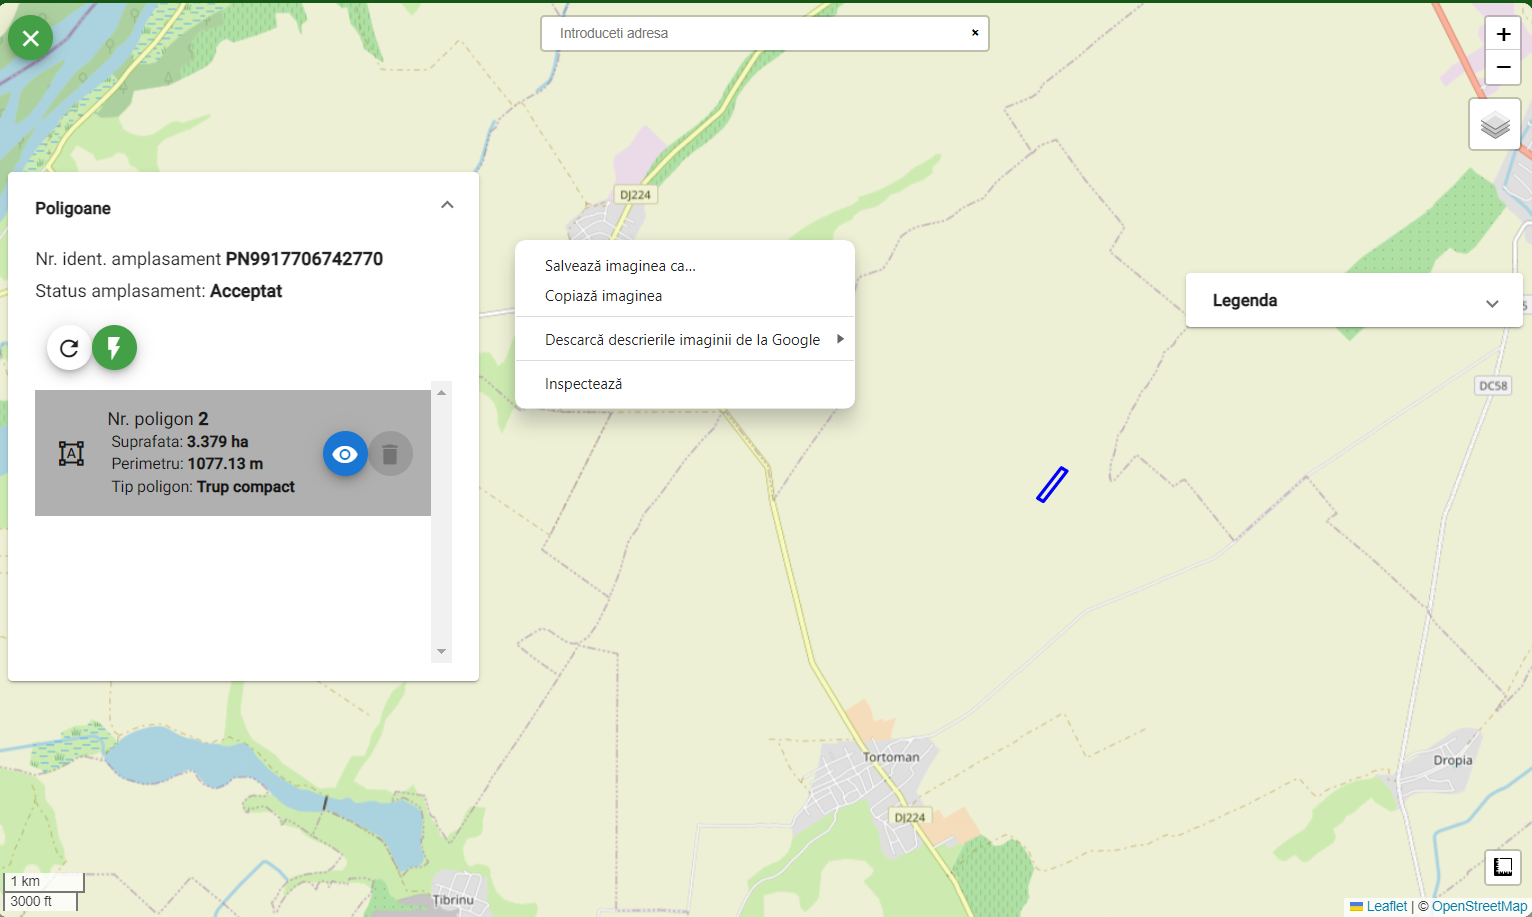 Introduceti adresa
×
+
−
DJ224
Poligoane
Nr. ident. amplasament PN9917706742770
Status amplasament: Acceptat
Nr. poligon 2
Suprafata: 3.379 ha
Perimetru: 1077.13 m
Tip poligon: Trup compact
A
Salvează imaginea ca...
Copiază imaginea
Descarcă descrierile imaginii de la Google
Inspectează
Legenda
DC58
Tortoman
DJ224
Dropia
Tibrinu
1 km
3000 ft
Leaflet | © OpenStreetMap